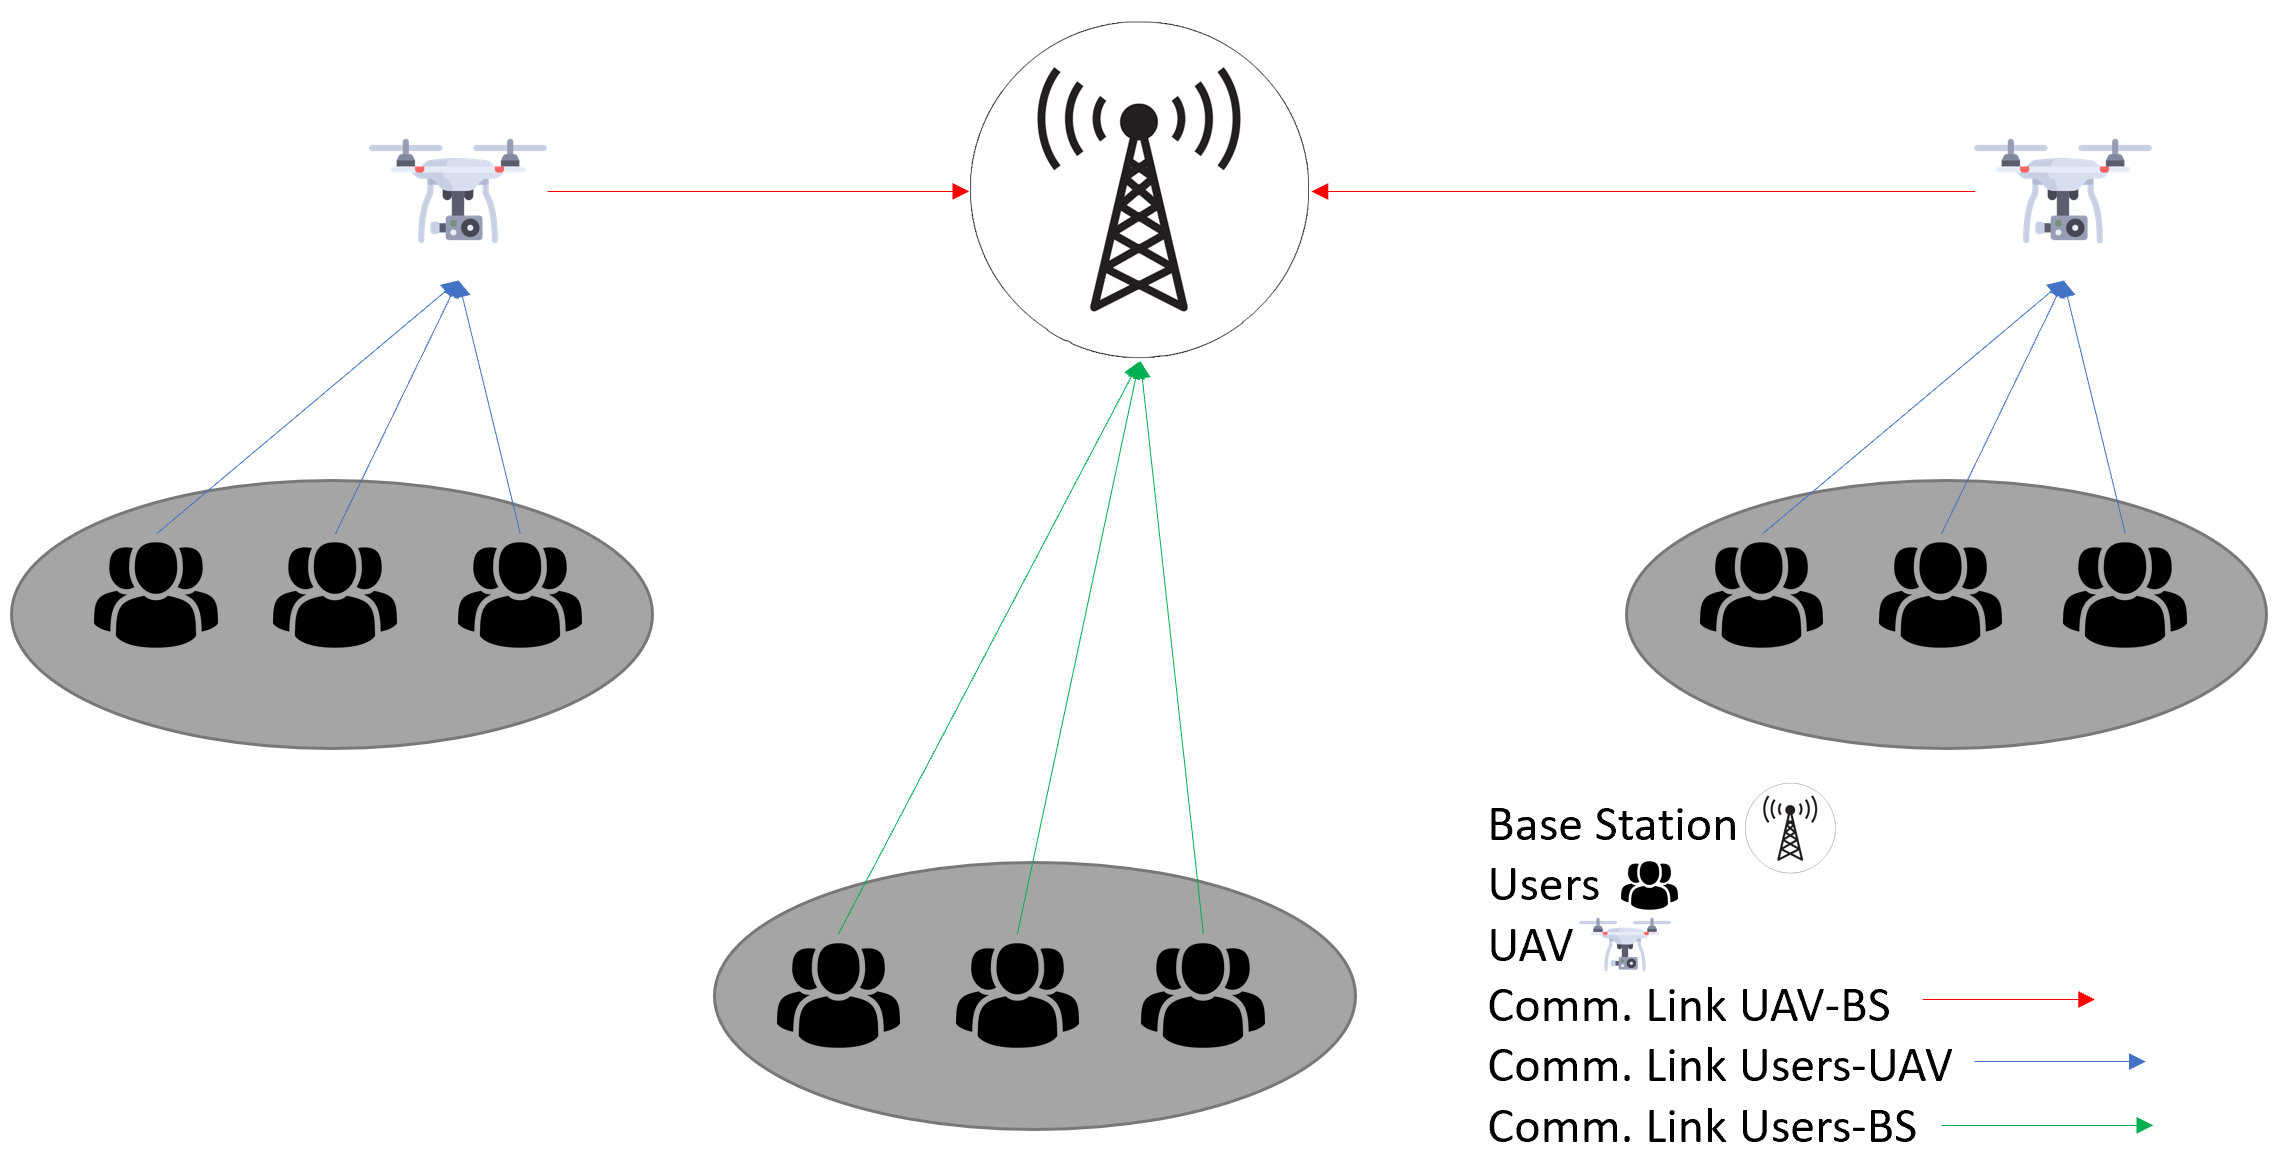 Base Station
Users
UAV
Comm. Link UAV-BS
Comm. Link Users-UAV
Comm. Link Users-BS